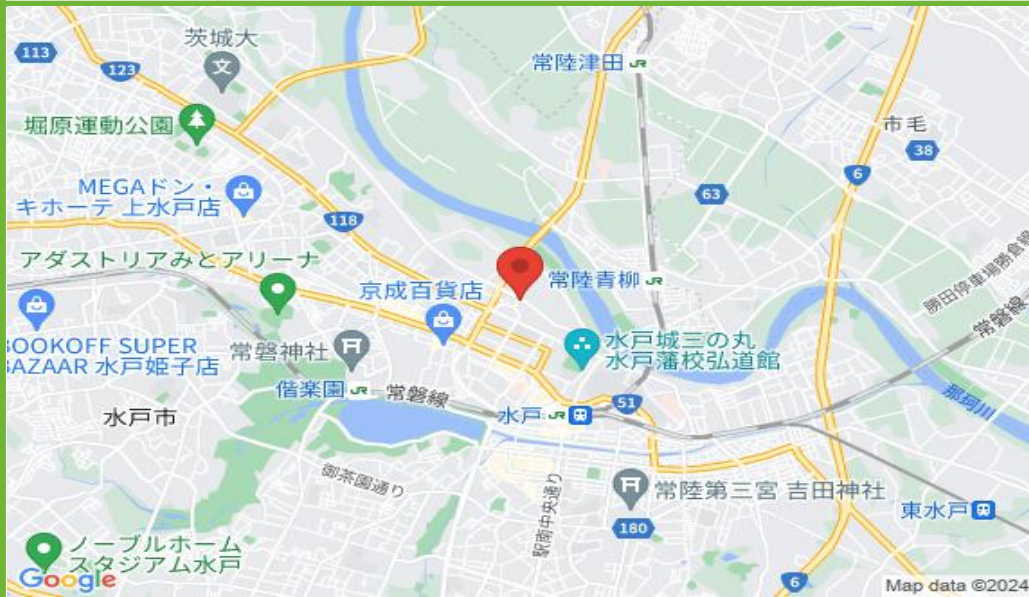 茨城大
113
123
常陸津田
JR
堀原運動公園
市毛
38
6
MEGAドン・
キホーテ 上水戸店
63
118
アダストリアみとアリーナ
京成百貨店
常陸青柳
JR
勝田停車場勝倉線
常磐線
BOOKOFF SUPER
BAZAAR 水戸姫子店
常磐神社
水戸城三の丸
水戸藩校弘道館
偕楽園
JR
常磐線
水戸市
水戸
JR
51
那珂川
御茶園通り
駅南中央通り
常陸第三宮 吉田神社
180
東水戸
ノーブルホーム
スタジアム水戸
Google
6
Map data ©2024